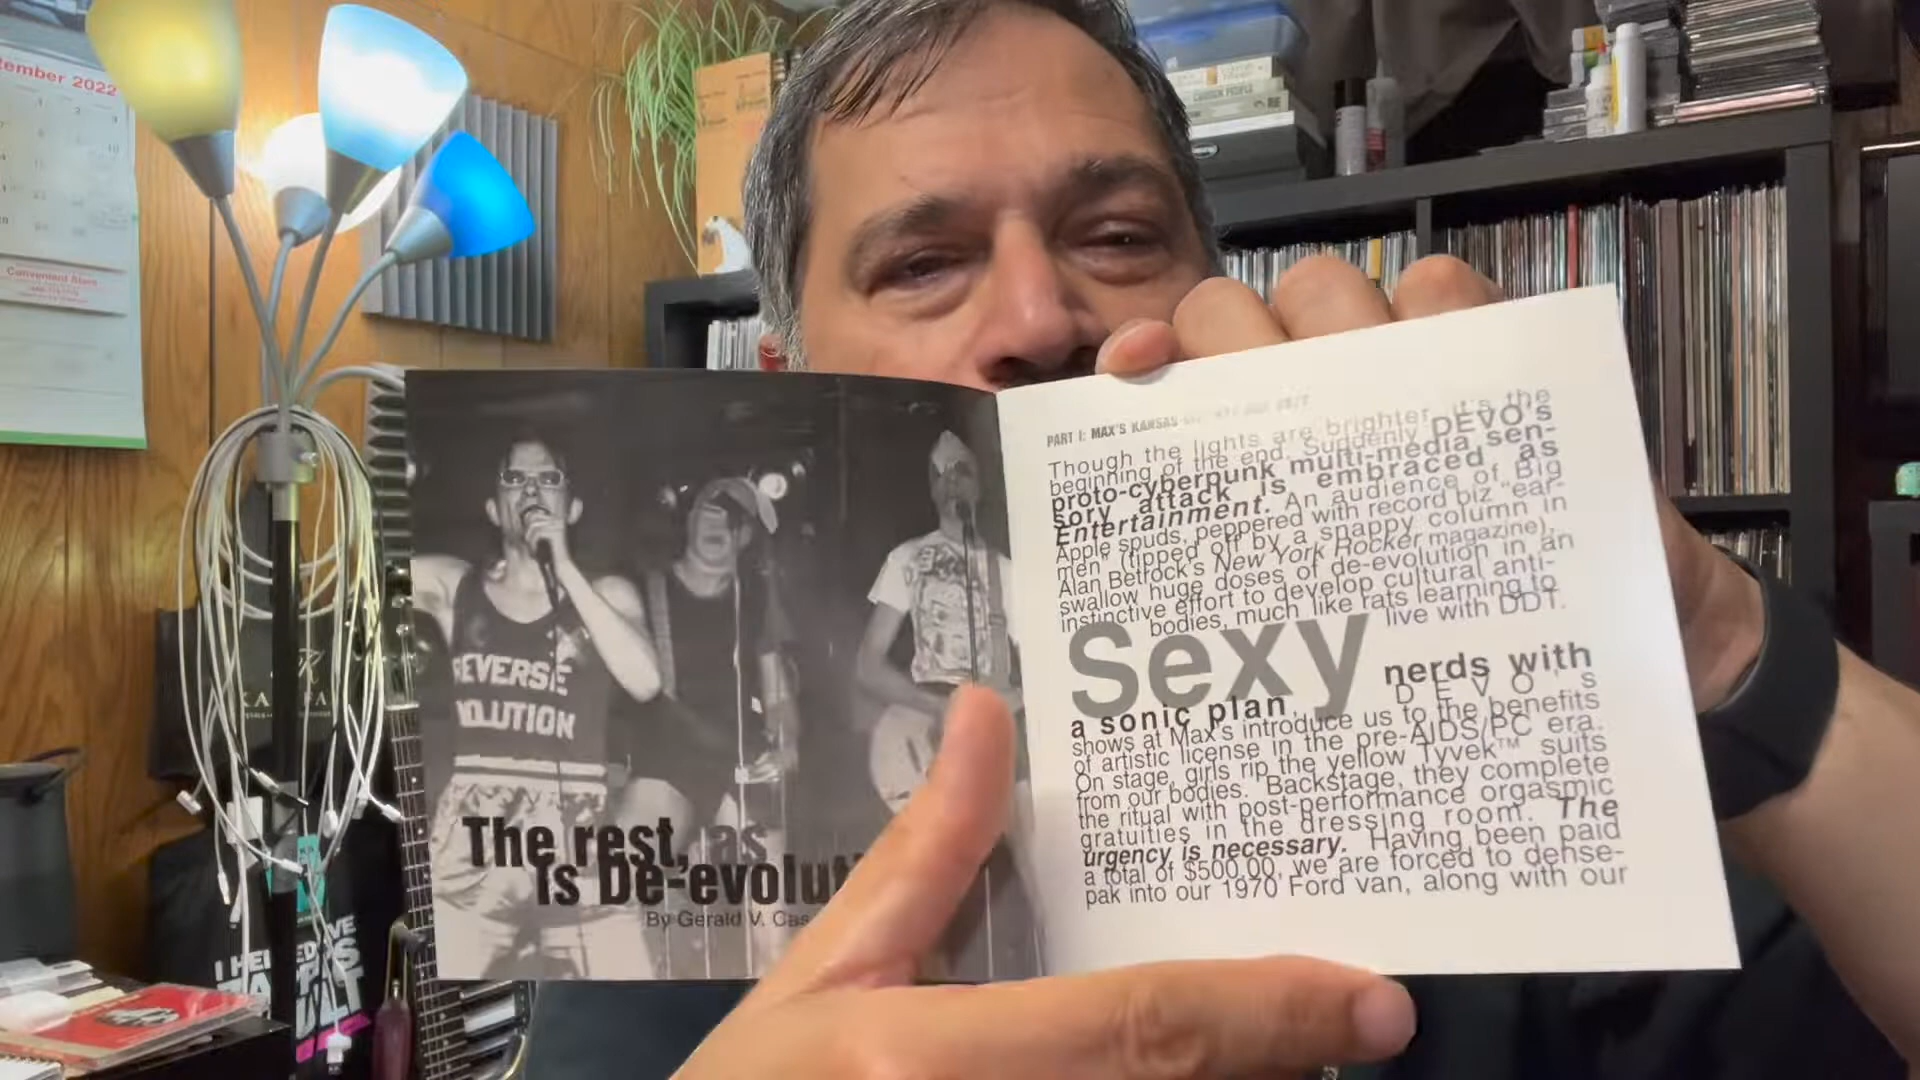 tember 2022
Convenient Alarm
REVERSE
The rest, as
is De-evoluti
By Gerald V. Cas
PART I: MAX'S KANSAS
Though the lights are brighter, it's the
beginning of the end. Suddenly DEVO's
proto-cyberpunk multi-media sen-
sory attack is embraced as
Entertainment. An audience of Big
Apple spuds, peppered with record biz "ear-
men" (tipped off by a snappy column in
Alan Betrock's New York Rocker magazine),
swallow huge doses of de-evolution in an
instinctive effort to develop cultural anti-
bodies, much like rats learning to
live with DDT.
Sexy nerds with
a sonic plan. DEVO's
shows at Max's introduce us to the benefits
of artistic license in the pre-AIDS/PC era.
On stage, girls rip the yellow Tyvek™ suits
from our bodies. Backstage, they complete
the ritual with post-performance orgasmic
gratuities in the dressing room. The
urgency is necessary. Having been paid
a total of $500.00, we are forced to dense-
pak into our 1970 Ford van, along with our